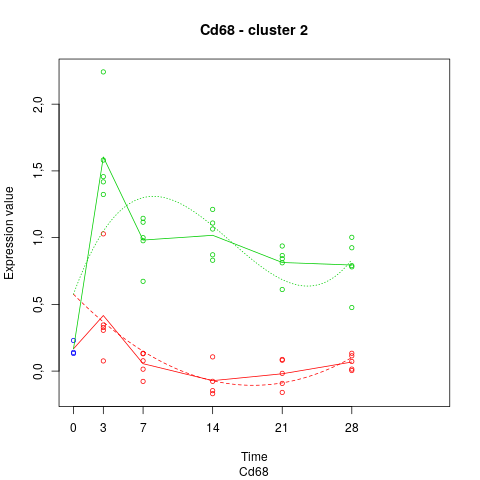 Cd68 - cluster 2
Expression value
2,0
1,5
1,0
0,5
0,0
0 3 7 14 21 28
Time
Cd68